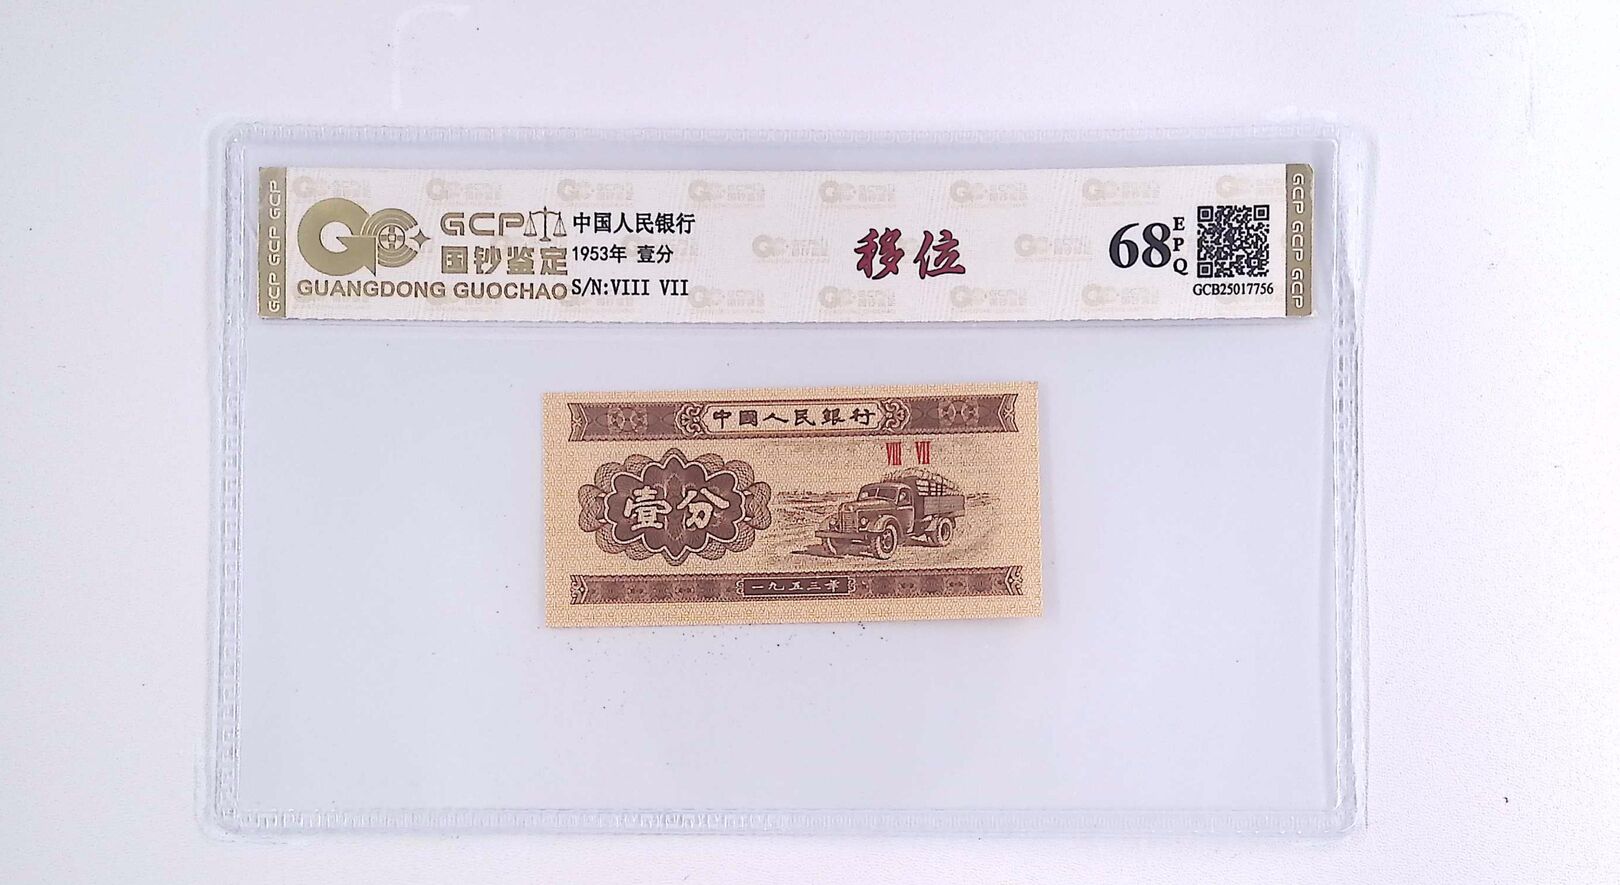 GCP GCP GCP
GCP
国钞鉴定
GUANGDONG GUOCHAO
中国人民银行
1953年 壹分
S/N:VIII VII
移位
68
EPQ
GCB25017756
GCP GCP GCP
中國人民銀行
VIII VII
壹分
一九五三年